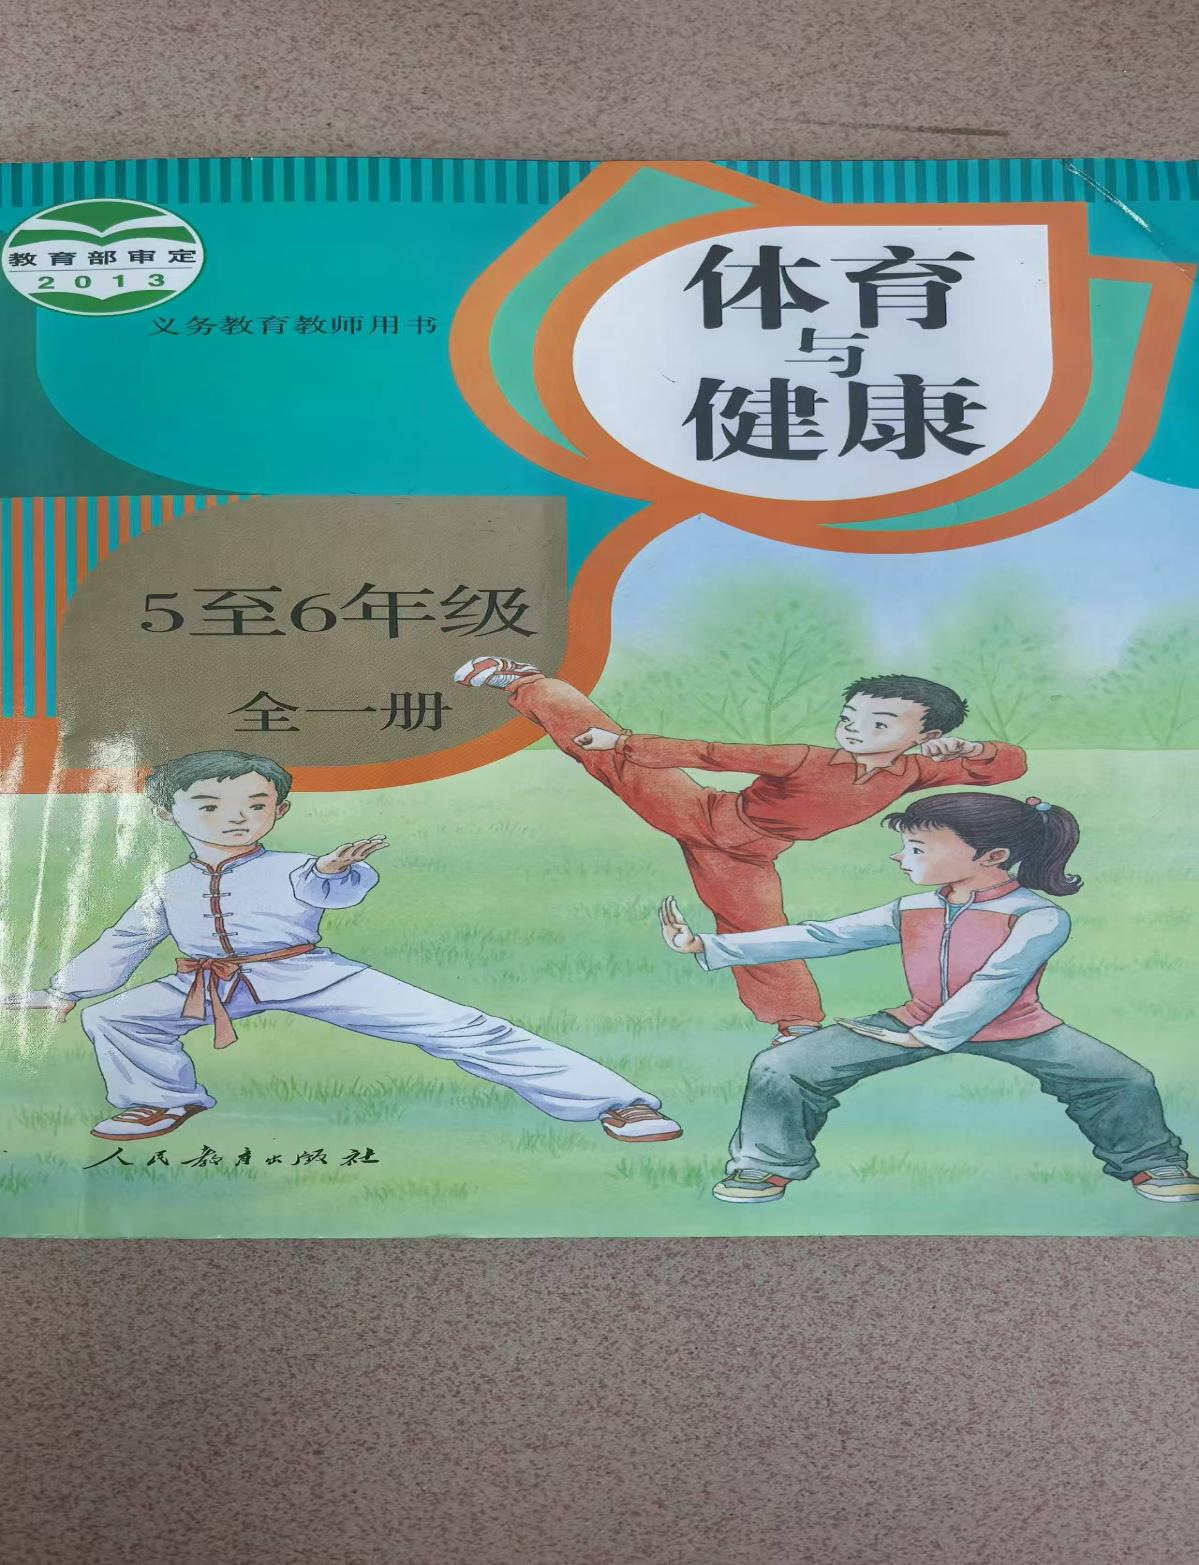 教育部审定
2013
义务教育教师用书
体育
与
健康
5至6年级
全一册
人民教育出版社